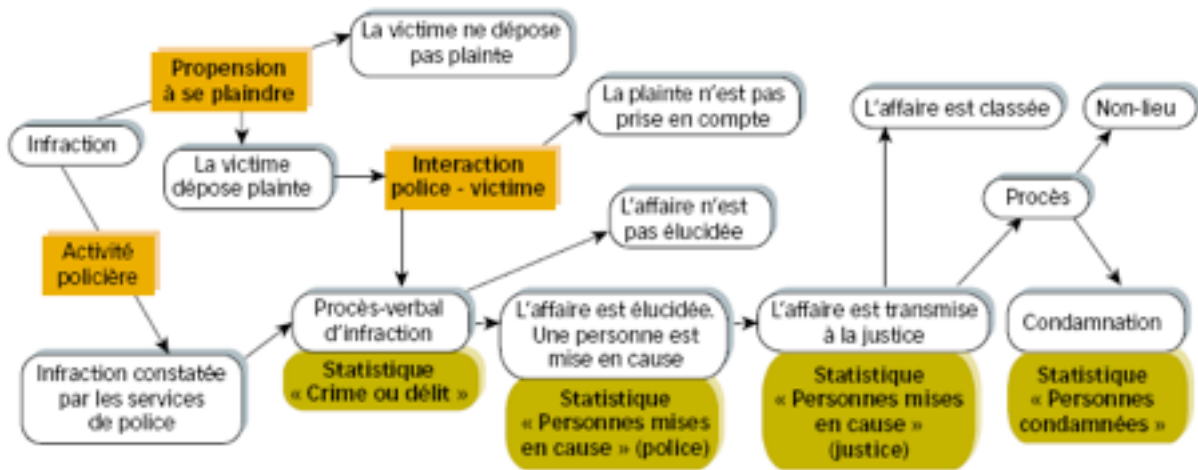 La victime ne dépose
pas plainte
Propension
à se plaindre
La plainte n'est pas
prise en compte
L'affaire est classée
Non-lieu
Infraction
La victime
dépose plainte
Interaction
police - victime
Procès
L'affaire n'est
pas élucidée
Activité
policière
Procès-verbal
d'infraction
L'affaire est élucidée.
Une personne est
mise en cause
L'affaire est transmise
à la justice
Condamnation
Infraction constatée
par les services
de police
Statistique
« Crime ou délit »
Statistique
« Personnes mises
en cause » (police)
Statistique
« Personnes mises
en cause »
(justice)
Statistique
« Personnes
condamnées »